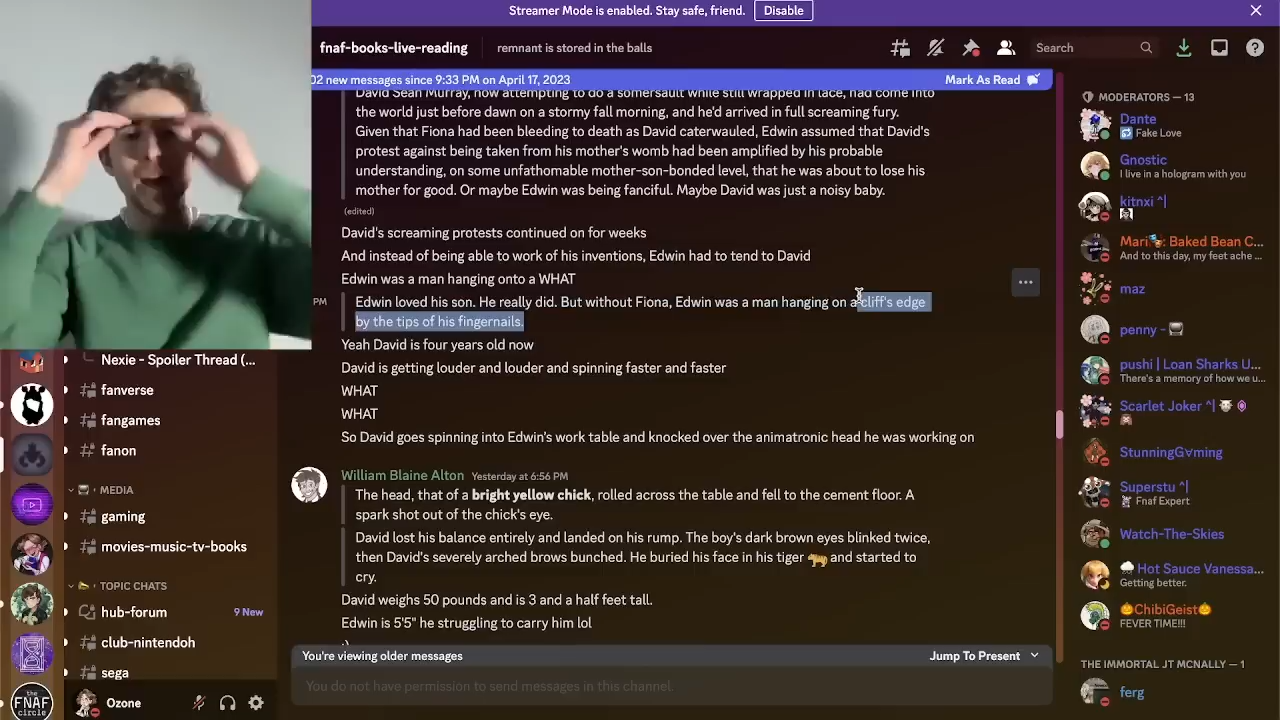 Streamer Mode is enabled. Stay safe, friend.
Disable
fnaf-books-live-reading
remnant is stored in the balls
Search
02 new messages since 9:33 PM on April 17, 2023
Mark As Read
David Sean Murray, now attempting to do a somersault while still wrapped in lace, had come into
the world just before dawn on a stormy fall morning, and he'd arrived in full screaming fury.
Given that Fiona had been bleeding to death as David caterwauled, Edwin assumed that David's
protest against being taken from his mother's womb had been amplified by his probable
understanding, on some unfathomable mother-son-bonded level, that he was about to lose his
mother for good. Or maybe Edwin was being fanciful. Maybe David was just a noisy baby.
(edited)
David's screaming protests continued on for weeks
And instead of being able to work of his inventions, Edwin had to tend to David
Edwin was a man hanging onto a WHAT
PM
Edwin loved his son. He really did. But without Fiona, Edwin was a man hanging on a cliff's edge
by the tips of his fingernails.
Yeah David is four years old now
David is getting louder and louder and spinning faster and faster
WHAT
WHAT
So David goes spinning into Edwin's work table and knocked over the animatronic head he was working on
William Blaine Alton Yesterday at 6:56 PM
The head, that of a bright yellow chick, rolled across the table and fell to the cement floor. A
spark shot out of the chick's eye.
David lost his balance entirely and landed on his rump. The boy's dark brown eyes blinked twice,
then David's severely arched brows bunched. He buried his face in his tiger 🐅 and started to
cry.
David weighs 50 pounds and is 3 and a half feet tall.
Edwin is 5'5" he struggling to carry him lol
:)
You're viewing older messages
Jump To Present
You do not have permission to send messages in this channel.
Nexie - Spoiler Thread (...
fanverse
fangames
fanon
MEDIA
gaming
movies-music-tv-books
TOPIC CHATS
hub-forum
9 New
club-nintendoh
sega
the
FNAF
circle
Ozone
MODERATORS — 13
Dante
Fake Love
Gnostic
I live in a hologram with you
kitnxi ^|
Mari🎭: Baked Bean C...
And to this day, my feet ache ...
maz
penny -
pushi | Loan Sharks U...
There's a memory of how we u...
Scarlet Joker ^|
StunningG∀ming
Superstu ^|
Fnaf Expert
Watch-The-Skies
Hot Sauce Vanessa...
Getting better.
🎃ChibiGeist🎃
FEVER TIME!!!
THE IMMORTAL JT MCNALLY — 1
ferg